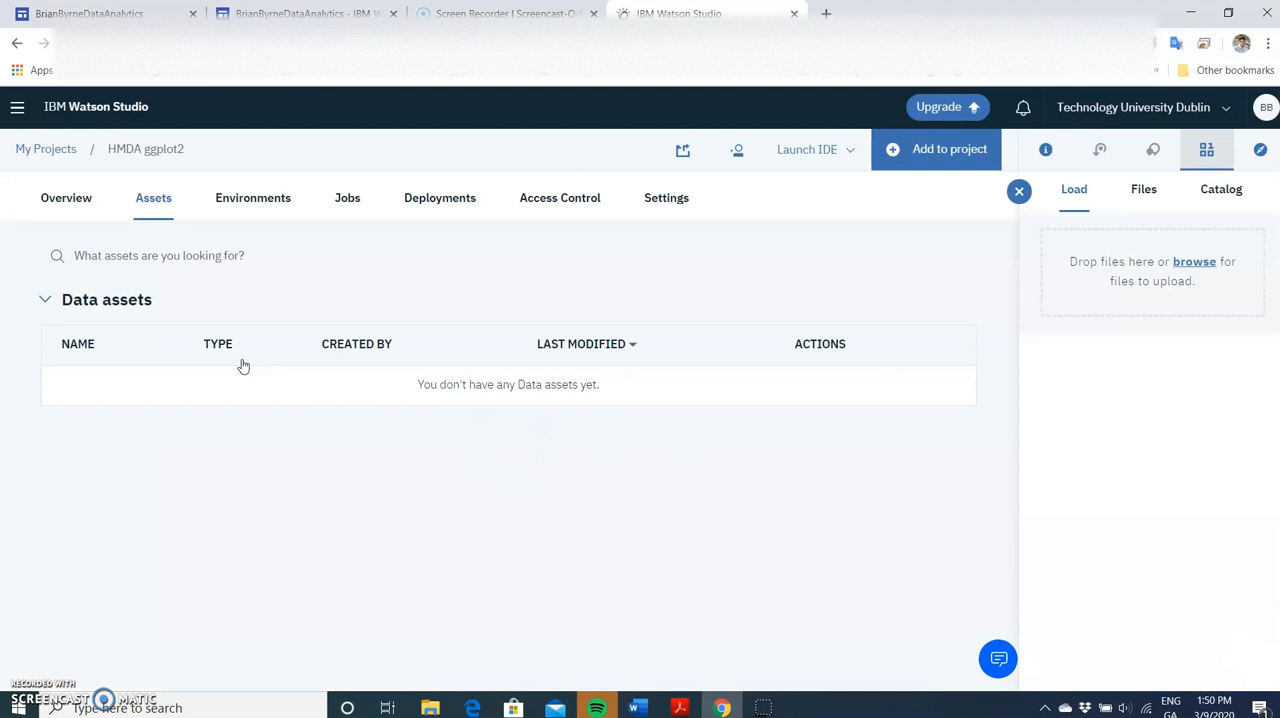 BrianByrneDataAnalytics
BrianByrneDataAnalytics - IBM W
Screen Recorder | Screencast-O-
IBM Watson Studio
Apps
Other bookmarks
IBM Watson Studio
Upgrade
Technology University Dublin
BB
My Projects / HMDA ggplot2
Launch IDE
Add to project
Overview
Assets
Environments
Jobs
Deployments
Access Control
Settings
Load
Files
Catalog
Drop files here or browse for
files to upload.
What assets are you looking for?
Data assets
NAME
TYPE
CREATED BY
LAST MODIFIED
ACTIONS
You don't have any Data assets yet.
RECORDED WITH
SCREENCAST MATIC
Type here to search
ENG
GA
1:50 PM
3/9/2020